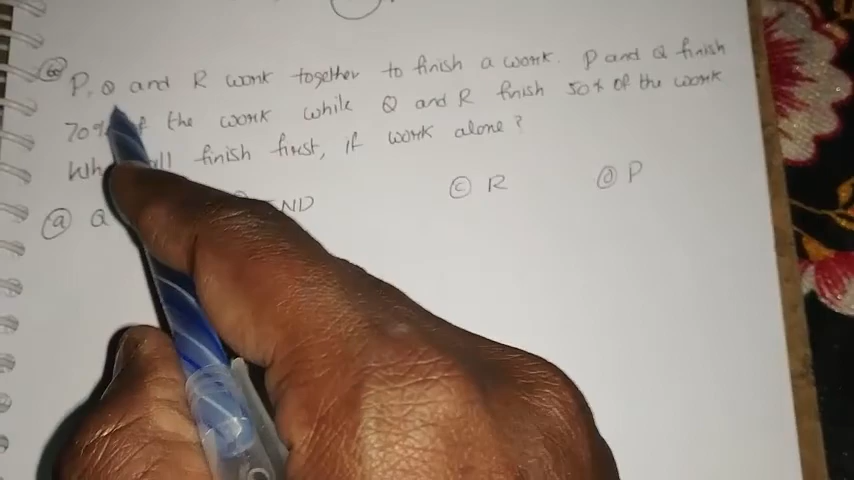 60 P, Q and R work together to finish a work. P and Q finish
70% of the work while Q and R finish 50% of the work
finish first, if work alone?
(a) Q (c) R (d) P